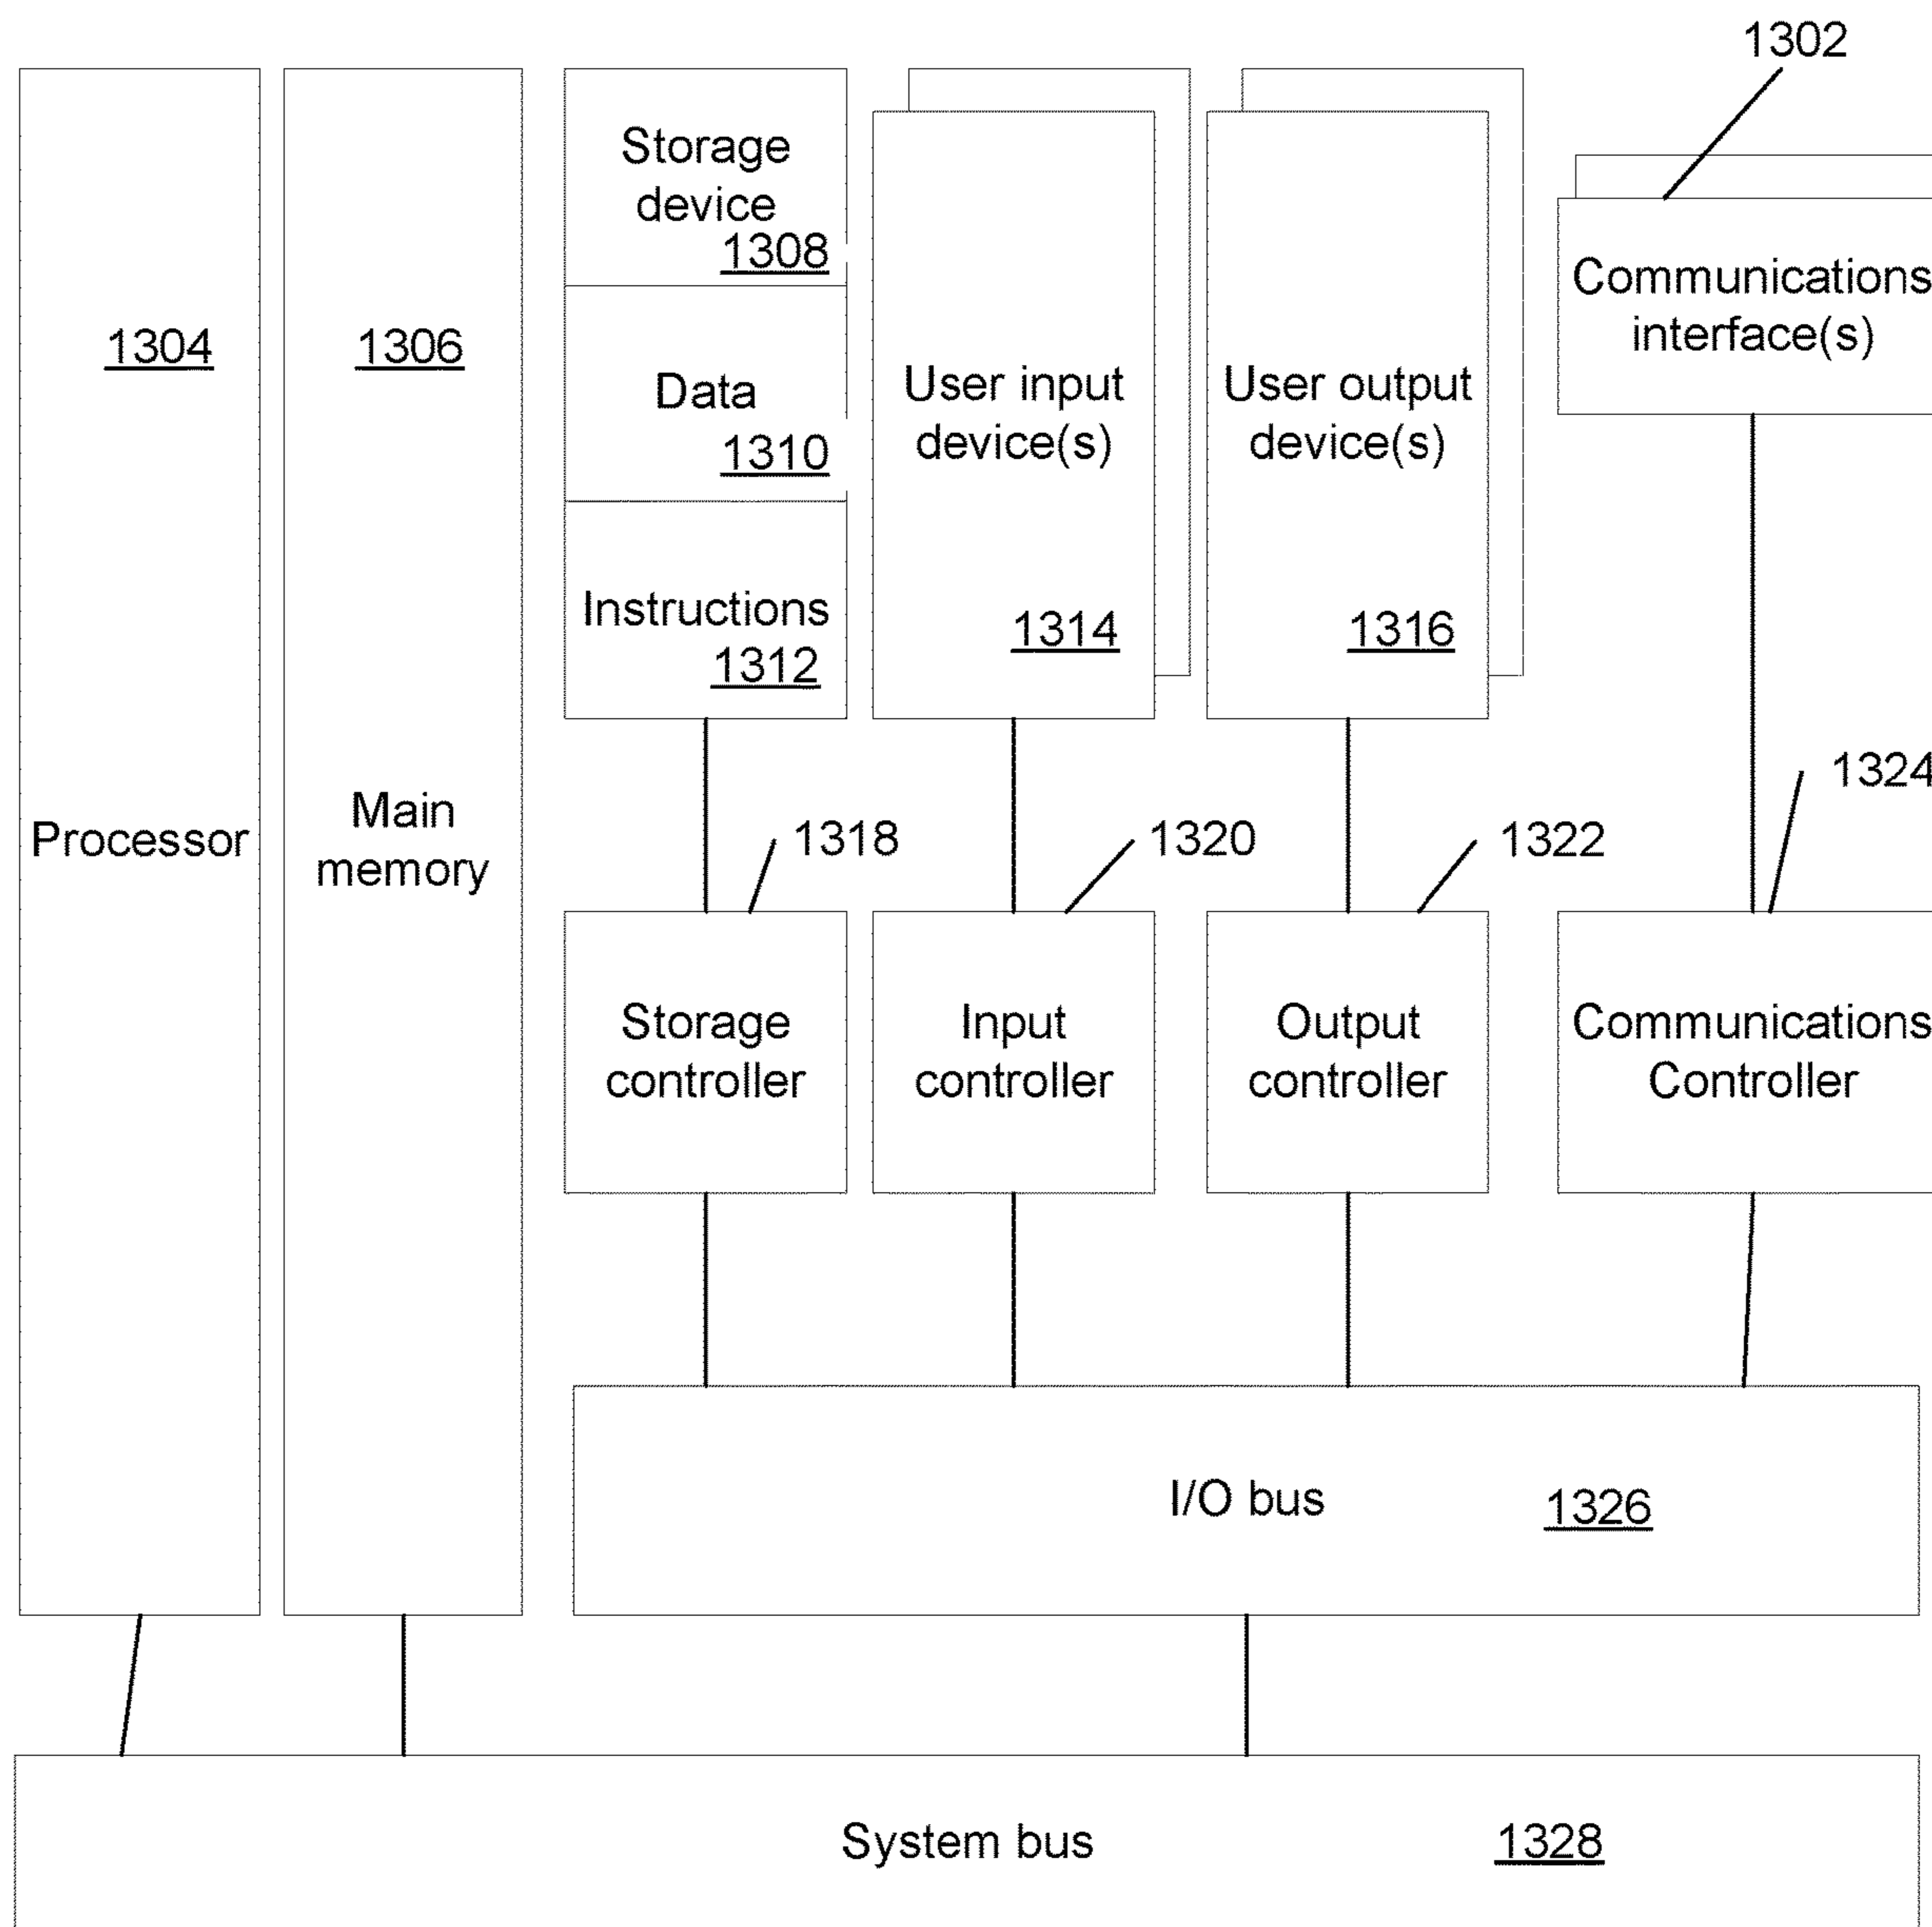 1302
1304
Processor
1306
Main
memory
Storage
device
1308
Data
1310
Instructions
1312
User input
device(s)
1314
User output
device(s)
1316
Communications
interface(s)
1318
1320
1322
1324
Storage
controller
Input
controller
Output
controller
Communications
Controller
I/O bus
1326
System bus
1328